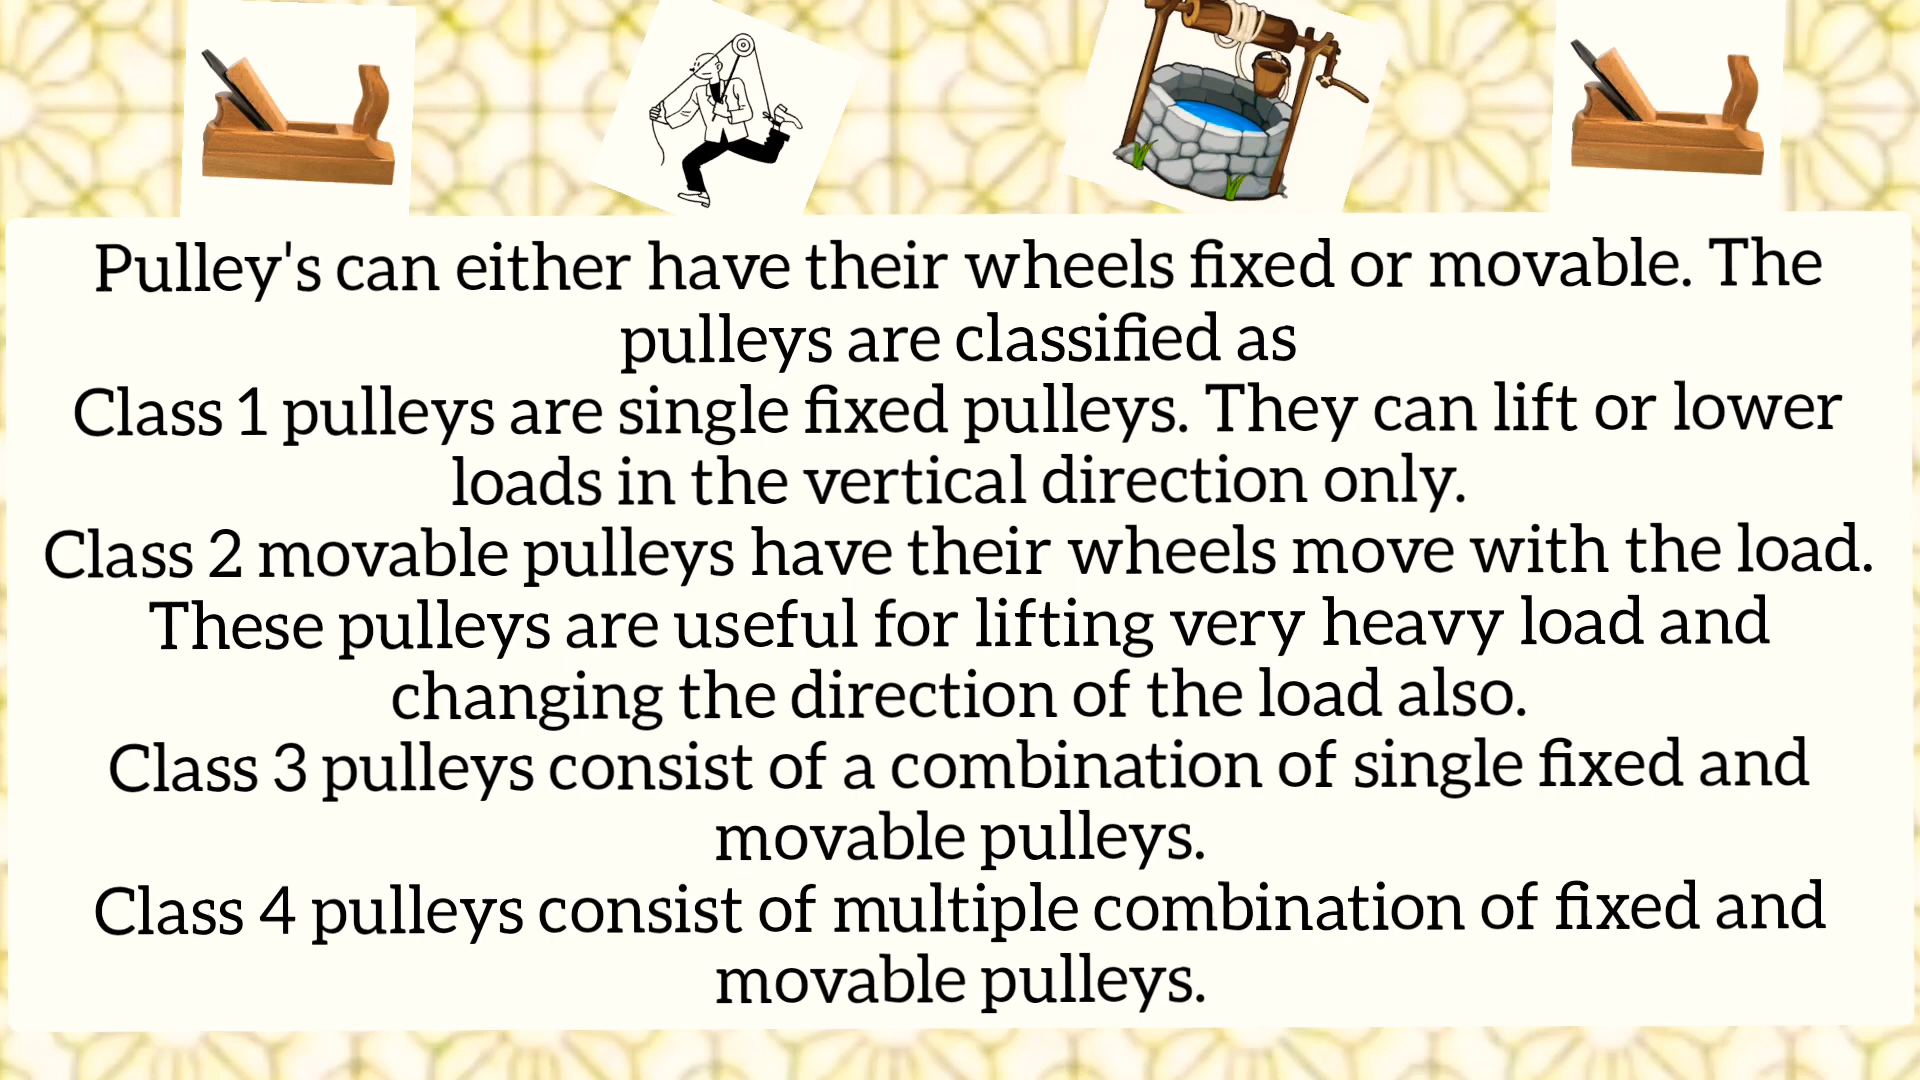 Pulley's can either have their wheels fixed or movable. The
pulleys are classified as
Class 1 pulleys are single fixed pulleys. They can lift or lower
loads in the vertical direction only.
Class 2 movable pulleys have their wheels move with the load.
These pulleys are useful for lifting very heavy load and
changing the direction of the load also.
Class 3 pulleys consist of a combination of single fixed and
movable pulleys.
Class 4 pulleys consist of multiple combination of fixed and
movable pulleys.